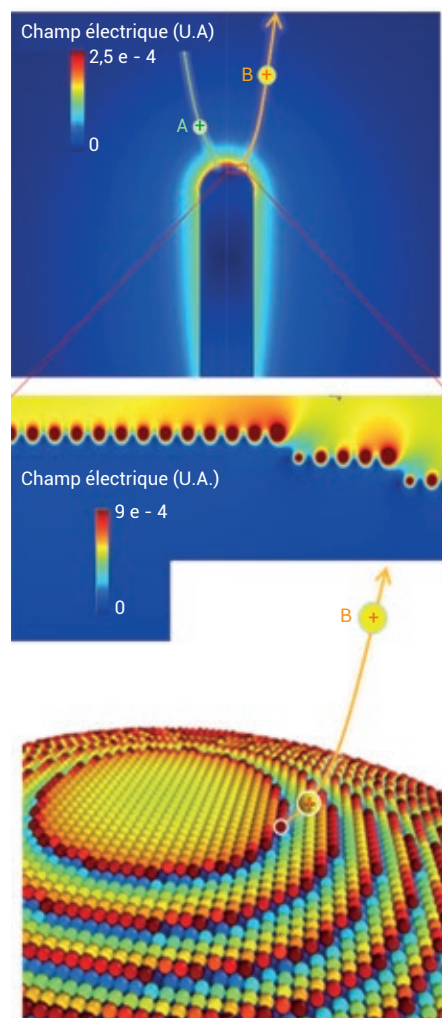 Champ électrique (U.A)
2,5 e - 4
0
A
+
B
+
Champ électrique (U.A.)
9 e - 4
0
B
+
+